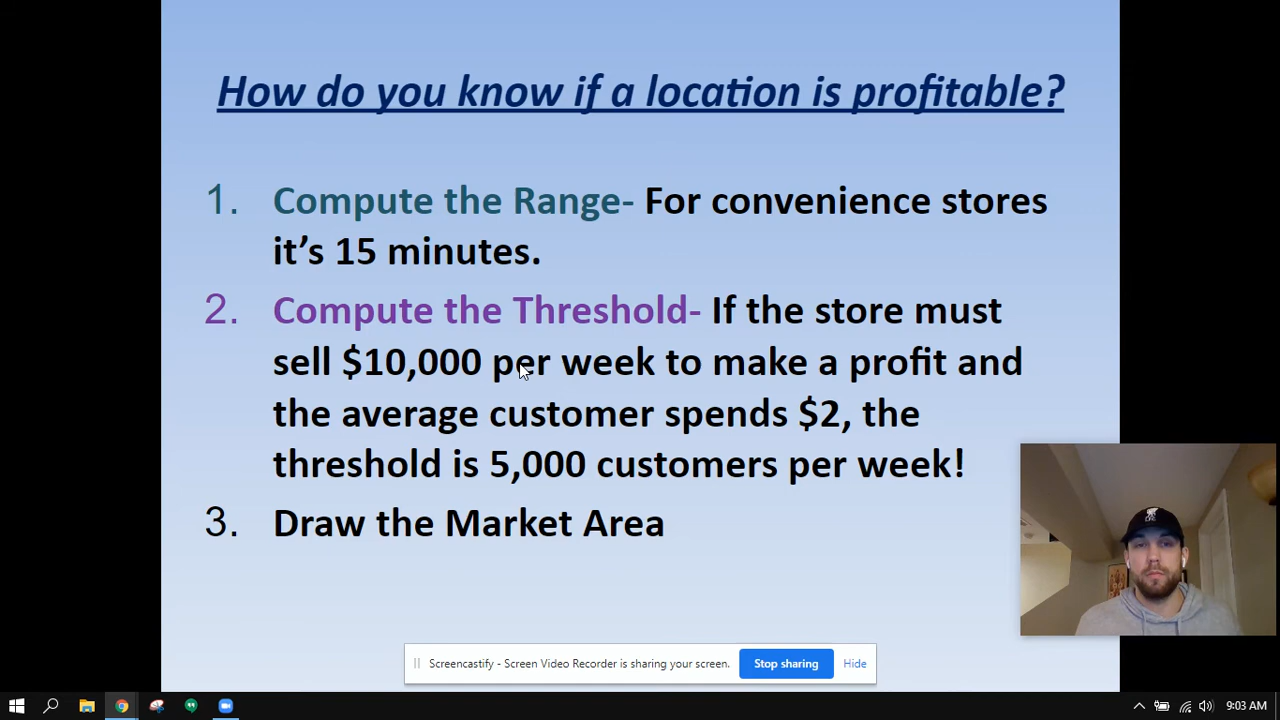 How do you know if a location is profitable?
1. Compute the Range- For convenience stores
it’s 15 minutes.
2. Compute the Threshold- If the store must
sell $10,000 per week to make a profit and
the average customer spends $2, the
threshold is 5,000 customers per week!
3. Draw the Market Area
Screencastify - Screen Video Recorder is sharing your screen. Stop sharing Hide
9:03 AM